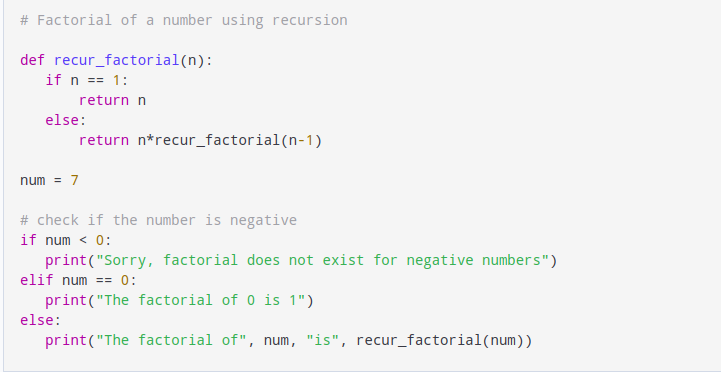 # Factorial of a number using recursion

def recur_factorial(n):
   if n == 1:
       return n
   else:
       return n*recur_factorial(n-1)

num = 7

# check if the number is negative
if num < 0:
   print("Sorry, factorial does not exist for negative numbers")
elif num == 0:
   print("The factorial of 0 is 1")
else:
   print("The factorial of", num, "is", recur_factorial(num))